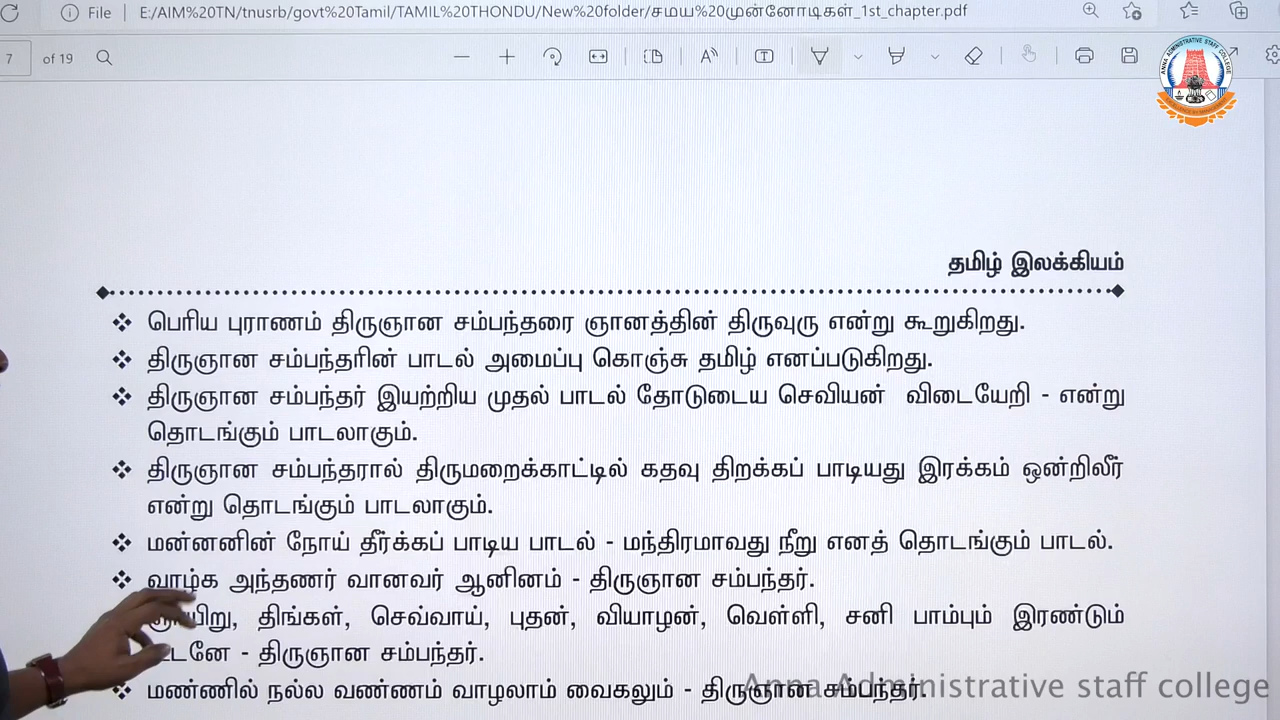 File | E:/AIM%20TN/tnusrb/govt%20Tamil/TAMIL%20THONDU/New%20folder/சமய%20முன்னோடிகள்_1st_chapter.pdf
7 of 19
ANNA ADMINISTRATIVE STAFF COLLEGE
தமிழ் இலக்கியம்
❖ பெரிய புராணம் திருஞான சம்பந்தரை ஞானத்தின் திருவுரு என்று கூறுகிறது.
❖ திருஞான சம்பந்தரின் பாடல் அமைப்பு கொஞ்சு தமிழ் எனப்படுகிறது.
❖ திருஞான சம்பந்தர் இயற்றிய முதல் பாடல் தோடுடைய செவியன் விடையேறி - என்று
தொடங்கும் பாடலாகும்.
❖ திருஞான சம்பந்தரால் திருமறைக்காட்டில் கதவு திறக்கப் பாடியது இரக்கம் ஒன்றிலீர்
என்று தொடங்கும் பாடலாகும்.
❖ மன்னனின் நோய் தீர்க்கப் பாடிய பாடல் - மந்திரமாவது நீறு எனத் தொடங்கும் பாடல்.
❖ வாழ்க அந்தணர் வானவர் ஆனினம் - திருஞான சம்பந்தர்.
திங்கள், செவ்வாய், புதன், வியாழன், வெள்ளி, சனி பாம்பும் இரண்டும்
- திருஞான சம்பந்தர்.
❖ மண்ணில் நல்ல வண்ணம் வாழலாம் வைகலும் - திருஞான சம்பந்தர்.
Anna Administrative staff college